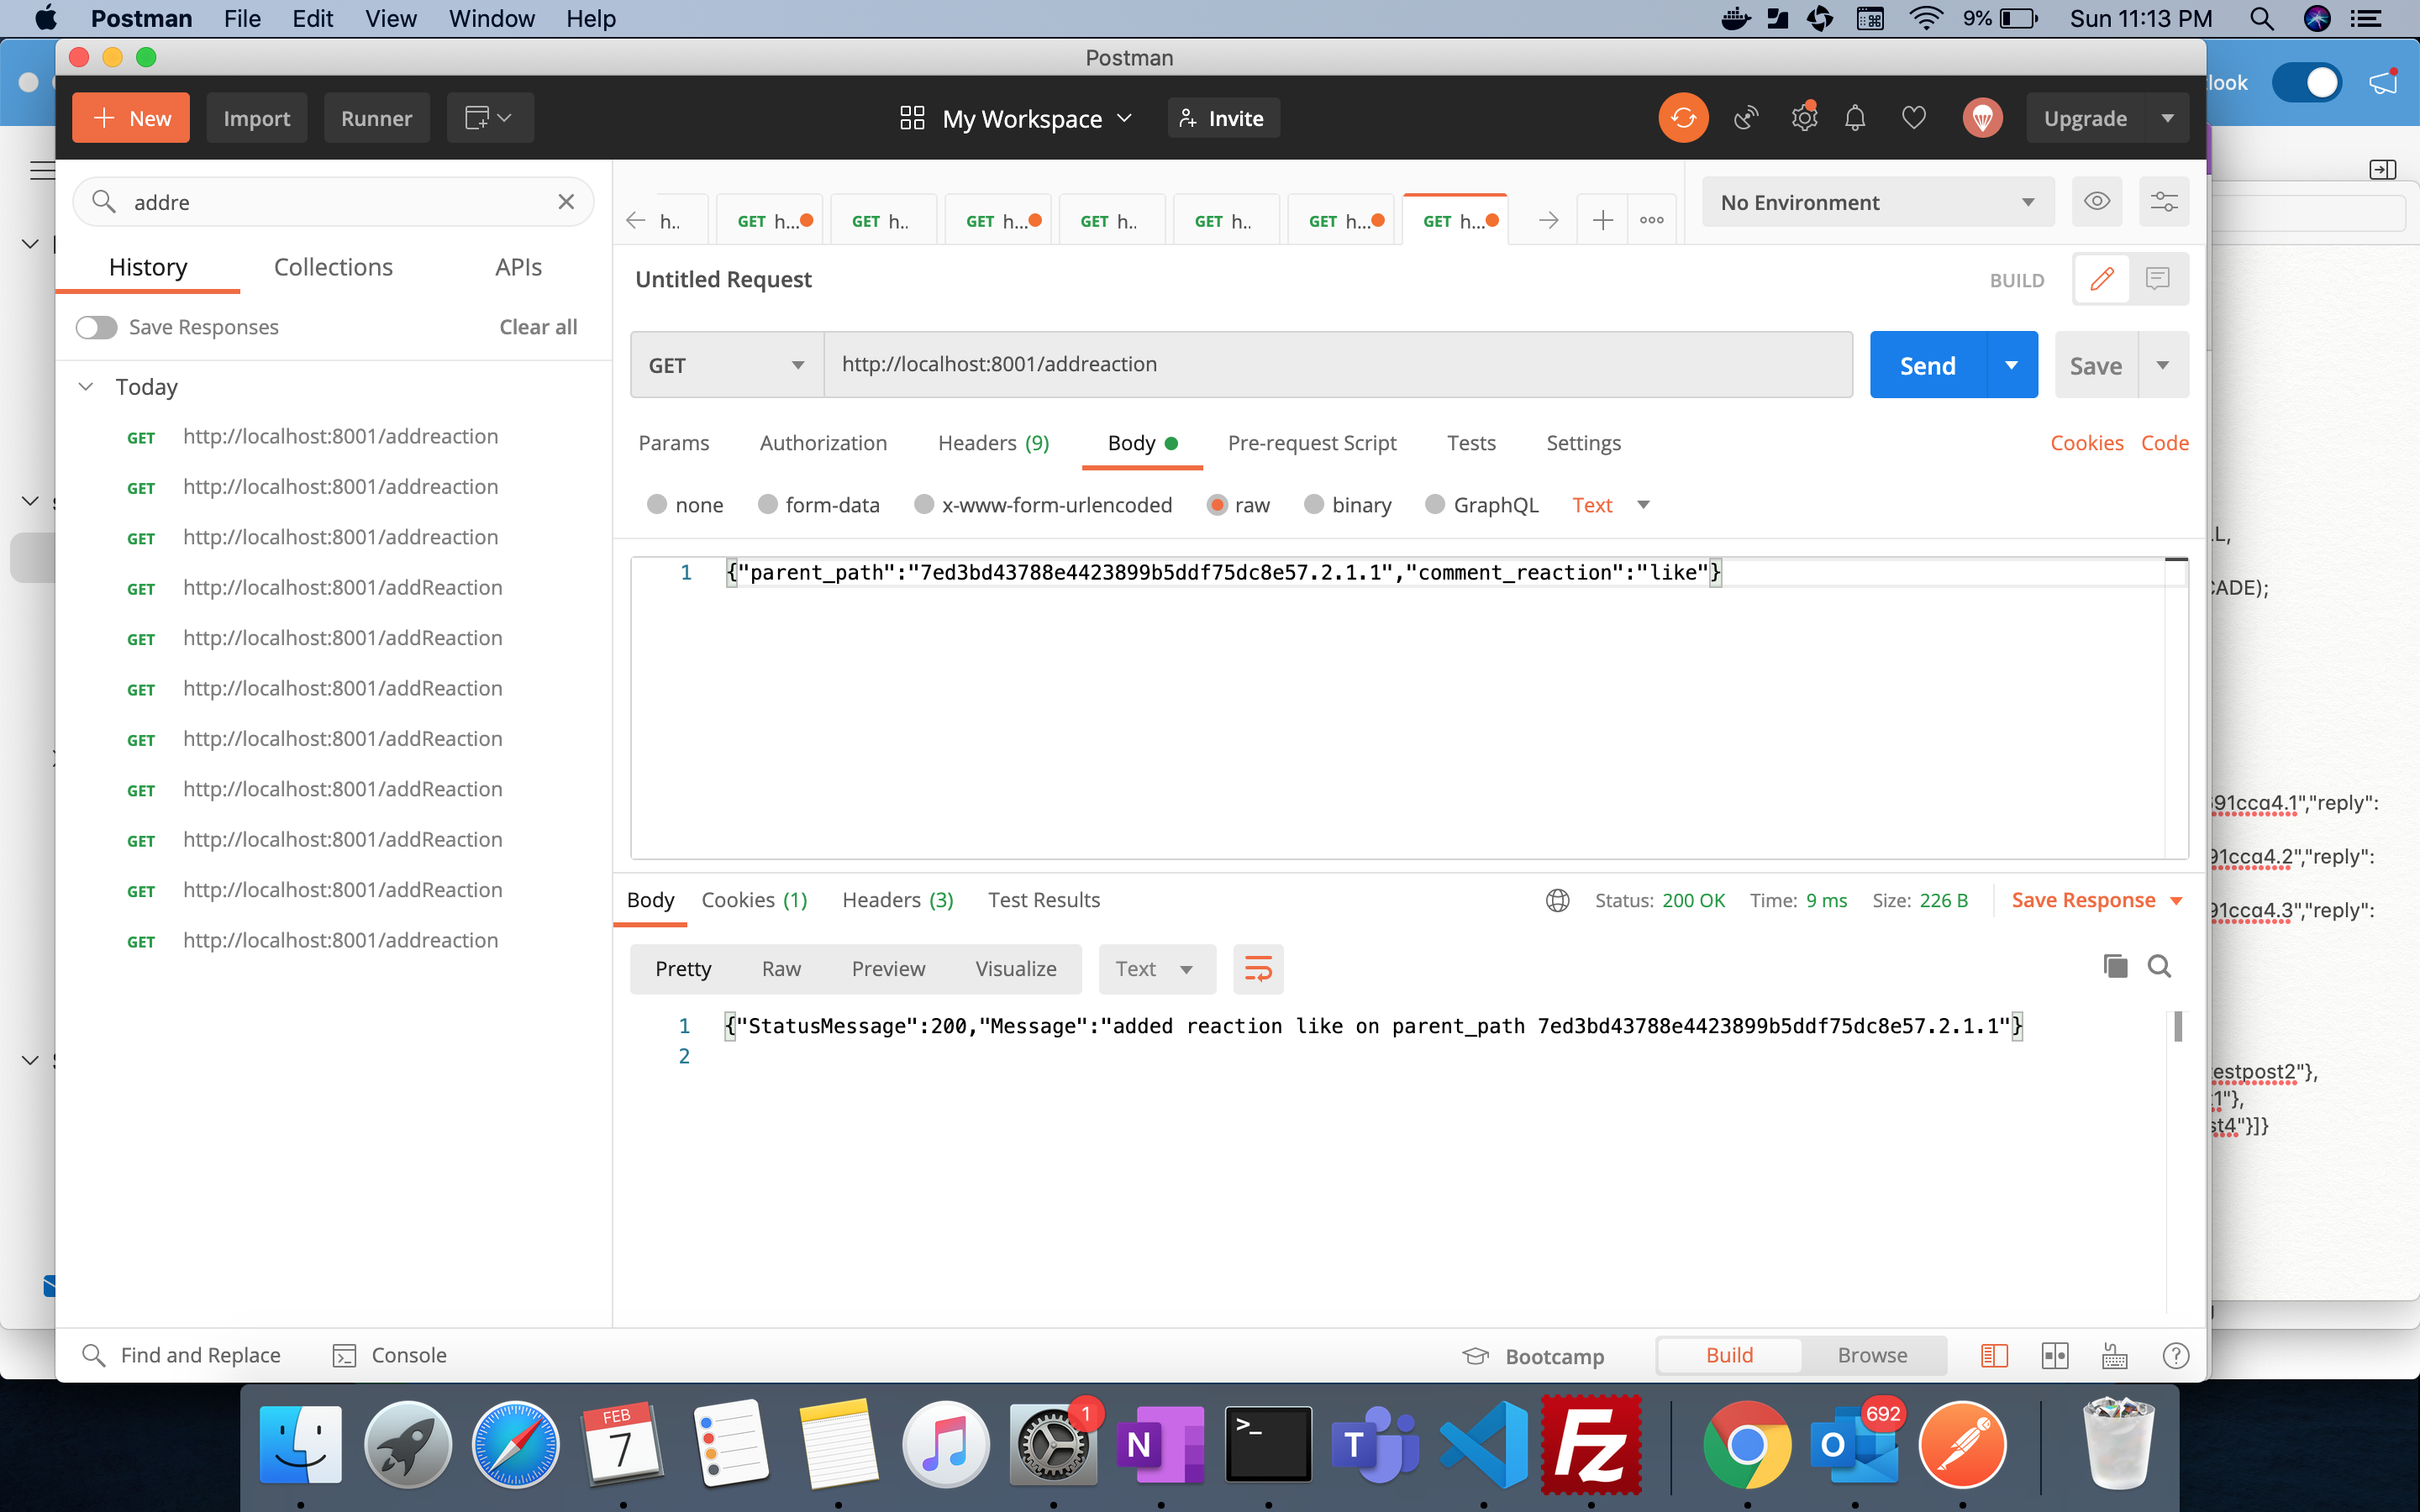 Postman File Edit View Window Help 9% Sun 11:13 PM
Postman
look
New Import Runner My Workspace Invite Upgrade
addre
h.. GET h... GET h.. GET h... GET h.. GET h.. GET h... GET h... No Environment
History Collections APIs
Untitled Request BUILD
Save Responses Clear all
GET http://localhost:8001/addreaction Send Save
Today
GET http://localhost:8001/addreaction
GET http://localhost:8001/addreaction
GET http://localhost:8001/addreaction
GET http://localhost:8001/addReaction
GET http://localhost:8001/addReaction
GET http://localhost:8001/addReaction
GET http://localhost:8001/addReaction
GET http://localhost:8001/addReaction
GET http://localhost:8001/addReaction
GET http://localhost:8001/addReaction
GET http://localhost:8001/addreaction
Params Authorization Headers (9) Body Pre-request Script Tests Settings Cookies Code
none form-data x-www-form-urlencoded raw binary GraphQL Text
1 {"parent_path":"7ed3bd43788e4423899b5ddf75dc8e57.2.1.1","comment_reaction":"like"}
Body Cookies (1) Headers (3) Test Results Status: 200 OK Time: 9 ms Size: 226 B Save Response
Pretty Raw Preview Visualize Text
1 {"StatusMessage":200,"Message":"added reaction like on parent_path 7ed3bd43788e4423899b5ddf75dc8e57.2.1.1"}
2
L,
CADE);
91cca4.1","reply":
91cca4.2","reply":
91cca4.3","reply":
estpost2"},
1"},
st4"}]}
Find and Replace Console Bootcamp Build Browse
FEB
7
1
N
>_
T
Fz
O
692